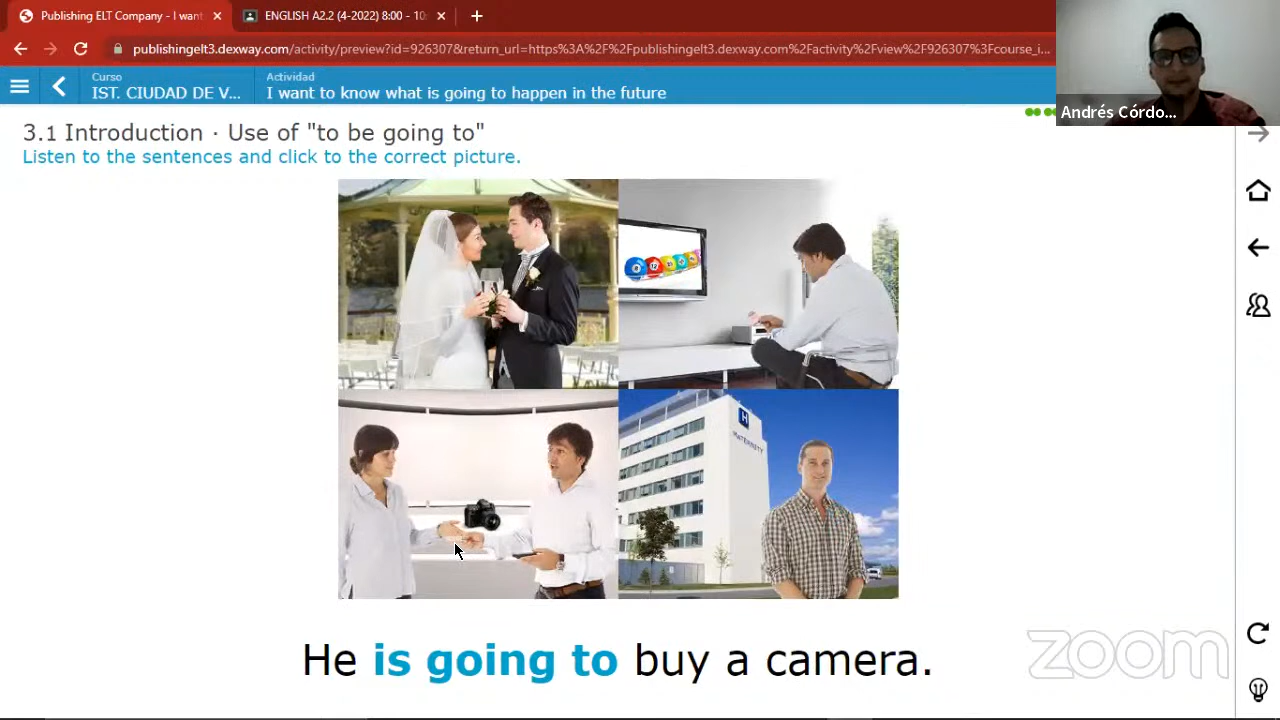 Publishing ELT Company - I want
ENGLISH A2.2 (4-2022) 8:00 - 10:
publishingelt3.dexway.com/activity/preview?id=926307&return_url=https%3A%2F%2Fpublishingelt3.dexway.com%2Factivity%2Fview%2F926307%3Fcourse_i...
Curso
IST. CIUDAD DE V...
Actividad
I want to know what is going to happen in the future
Andrés Córdo...
3.1 Introduction · Use of "to be going to"
Listen to the sentences and click to the correct picture.
H
MATERNITY
He is going to buy a camera.
zoom